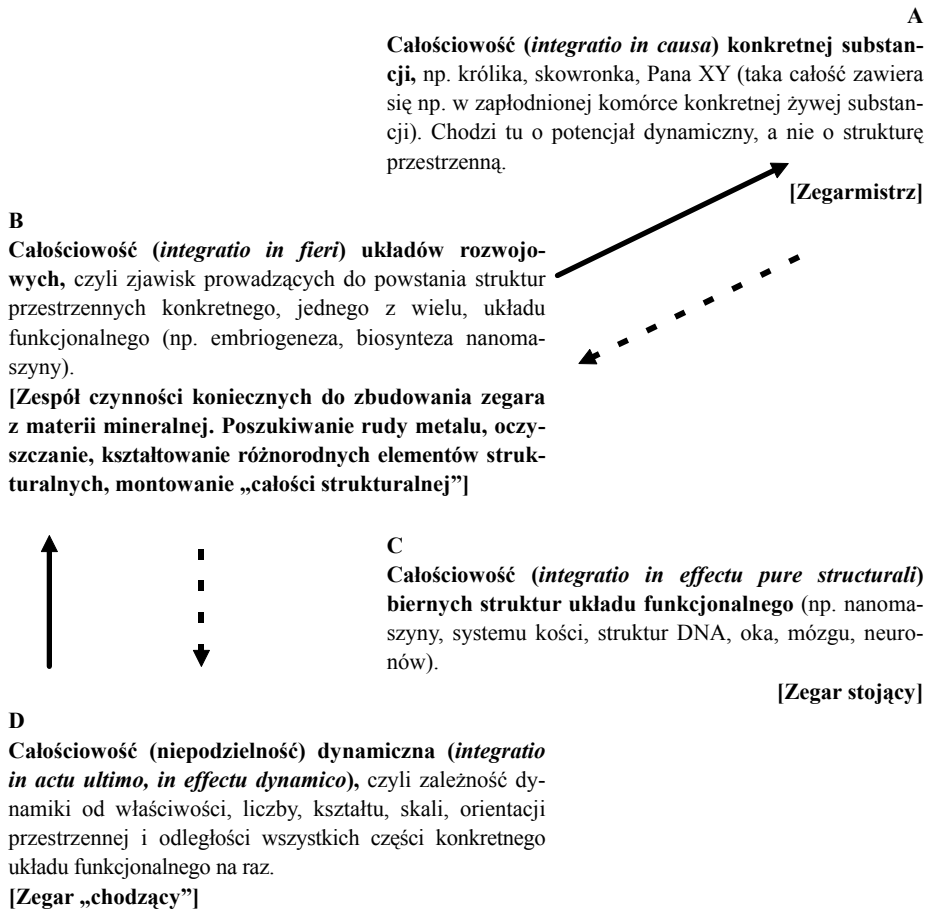 A
Całościowość (integratio in causa) konkretnej substan-
cji, np. królika, skowronka, Pana XY (taka całość zawiera
się np. w zapłodnionej komórce konkretnej żywej substan-
cji). Chodzi tu o potencjał dynamiczny, a nie o strukturę
przestrzenną.
[Zegarmistrz]
B
Całościowość (integratio in fieri) układów rozwojo-
wych, czyli zjawisk prowadzących do powstania struktur
przestrzennych konkretnego, jednego z wielu, układu
funkcjonalnego (np. embriogeneza, biosynteza nanoma-
szyny).
[Zespół czynności koniecznych do zbudowania zegara
z materii mineralnej. Poszukiwanie rudy metalu, oczy-
szczanie, kształtowanie różnorodnych elementów struk-
turalnych, montowanie „całości strukturalnej”]
C
Całościowość (integratio in effectu pure structurali)
biernych struktur układu funkcjonalnego (np. nanoma-
szyny, systemu kości, struktur DNA, oka, mózgu, neuro-
nów).
[Zegar stojący]
D
Całościowość (niepodzielność) dynamiczna (integratio
in actu ultimo, in effectu dynamico), czyli zależność dy-
namiki od właściwości, liczby, kształtu, skali, orientacji
przestrzennej i odległości wszystkich części konkretnego
układu funkcjonalnego na raz.
[Zegar „chodzący”]